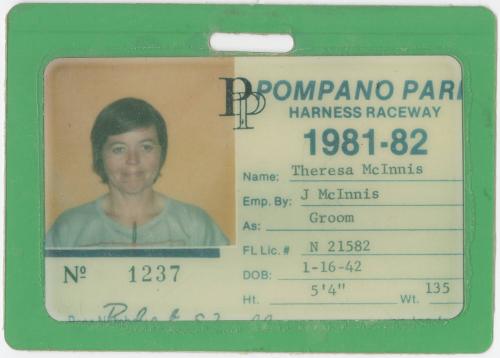 PP POMPANO PAR
HARNESS RACEWAY
1981-82
Name: Theresa McInnis
Emp. By: J McInnis
As: Groom
FL Lic. # N 21582
DOB: 1-16-42
Ht. 5'4" Wt. 135
Nº 1237